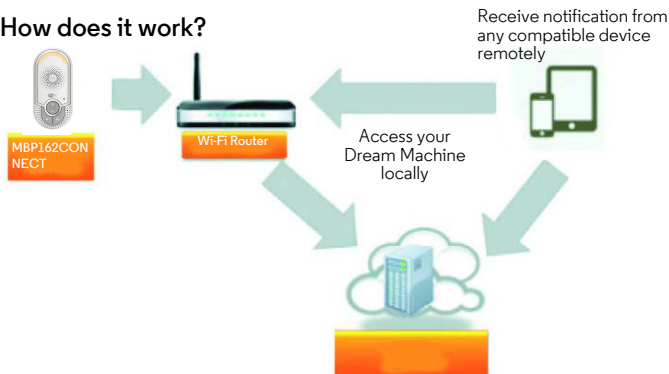 How does it work?
Receive notification from
any compatible device
remotely
MBP162CON
NECT
Wi-Fi Router
Access your
Dream Machine
locally